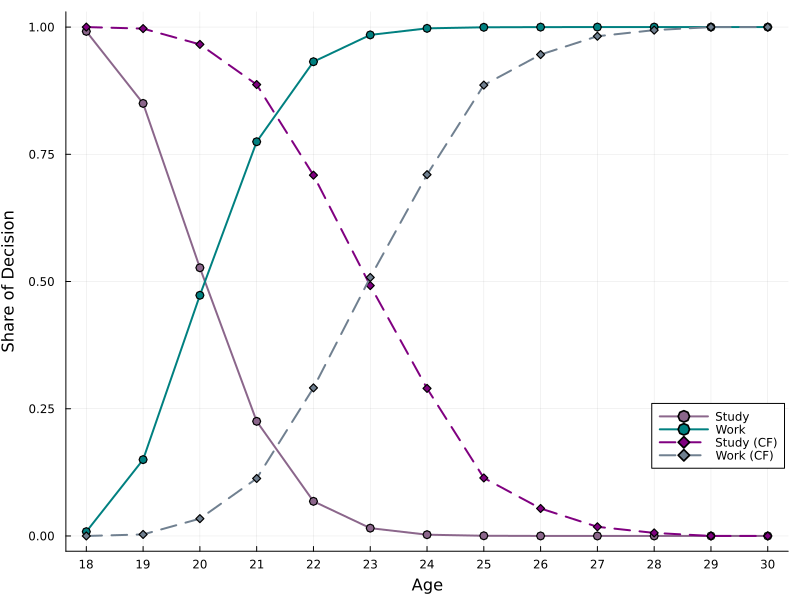 1.00
0.75
0.50
0.25
0.00
Share of Decision
18 19 20 21 22 23 24 25 26 27 28 29 30
Age
Study
Work
Study (CF)
Work (CF)